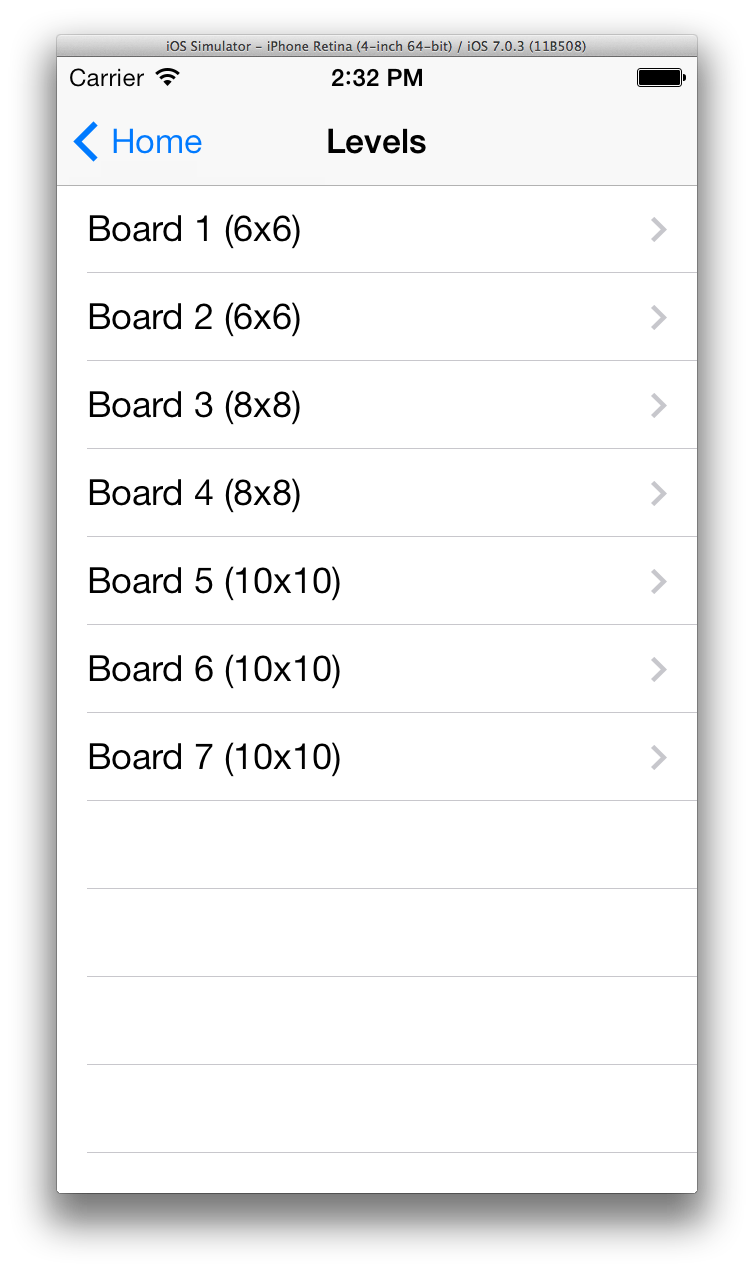 iOS Simulator – iPhone Retina (4-inch 64-bit) / iOS 7.0.3 (11B508)
Carrier 2:32 PM
Home Levels
Board 1 (6x6)
Board 2 (6x6)
Board 3 (8x8)
Board 4 (8x8)
Board 5 (10x10)
Board 6 (10x10)
Board 7 (10x10)